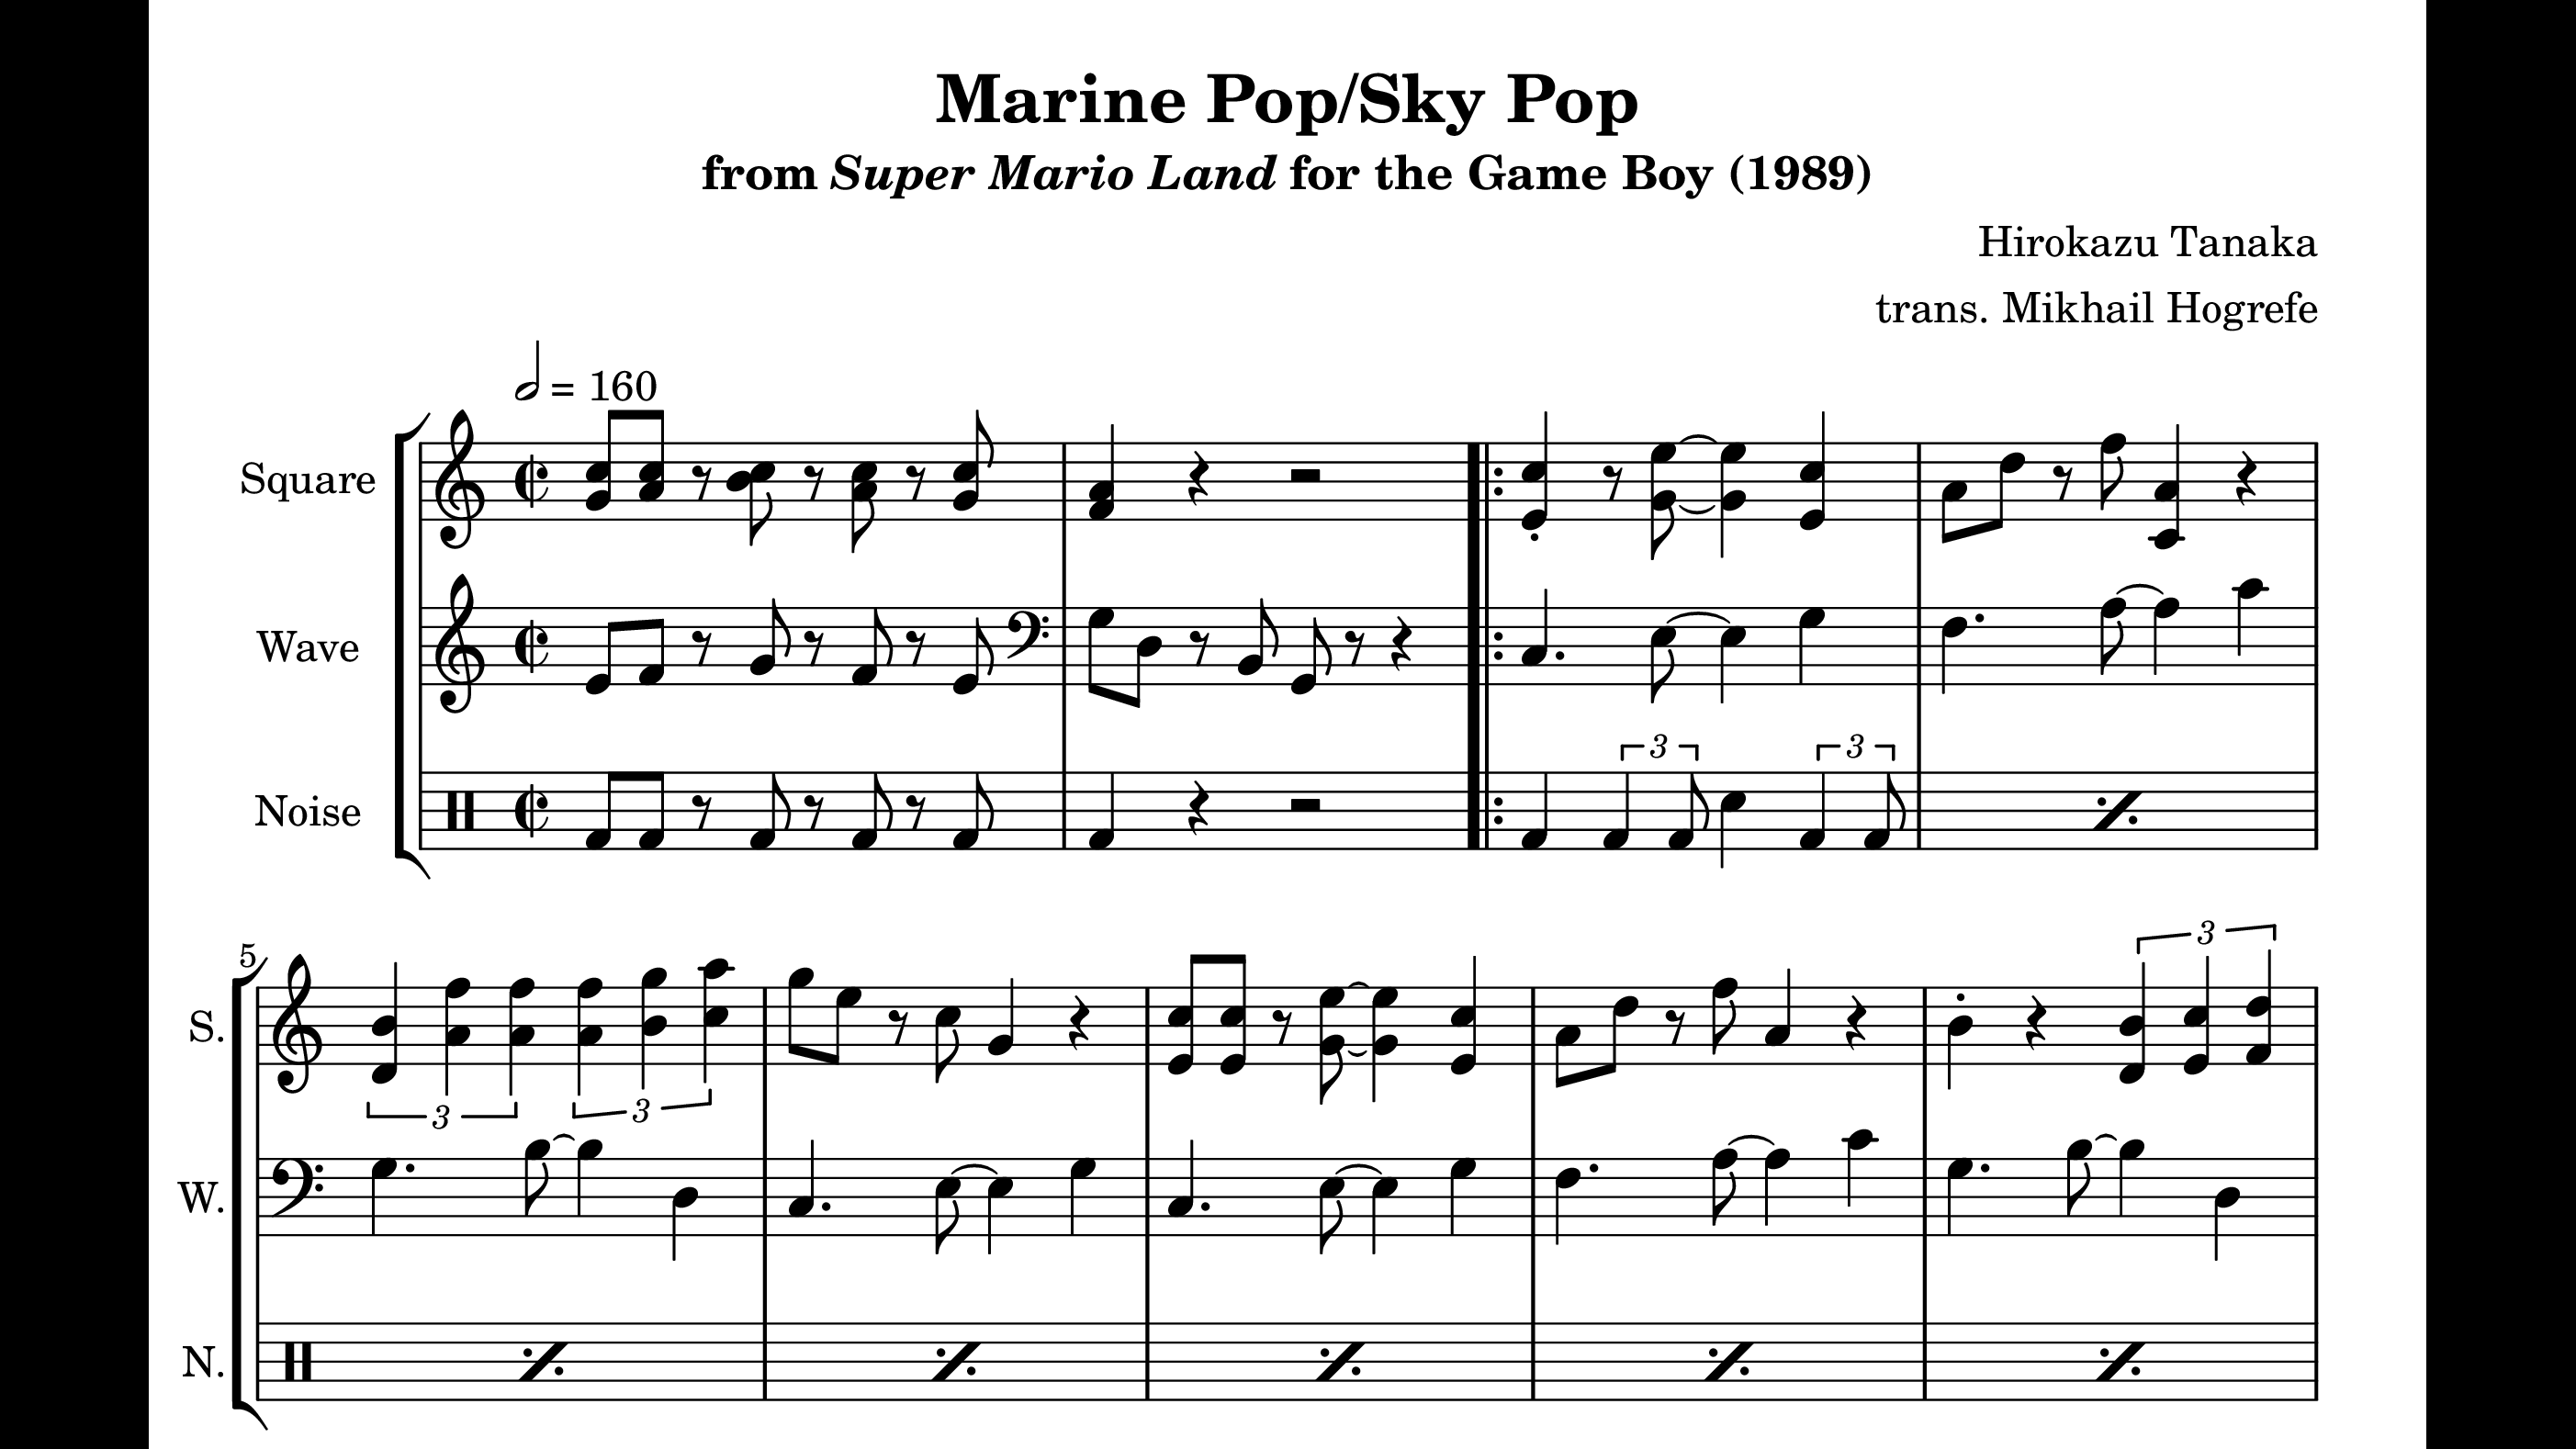 Marine Pop/Sky Pop
from Super Mario Land for the Game Boy (1989)
Hirokazu Tanaka
trans. Mikhail Hogrefe
= 160
Square
Wave
3 3
Noise
3
5
S.
3 3
W.
N.